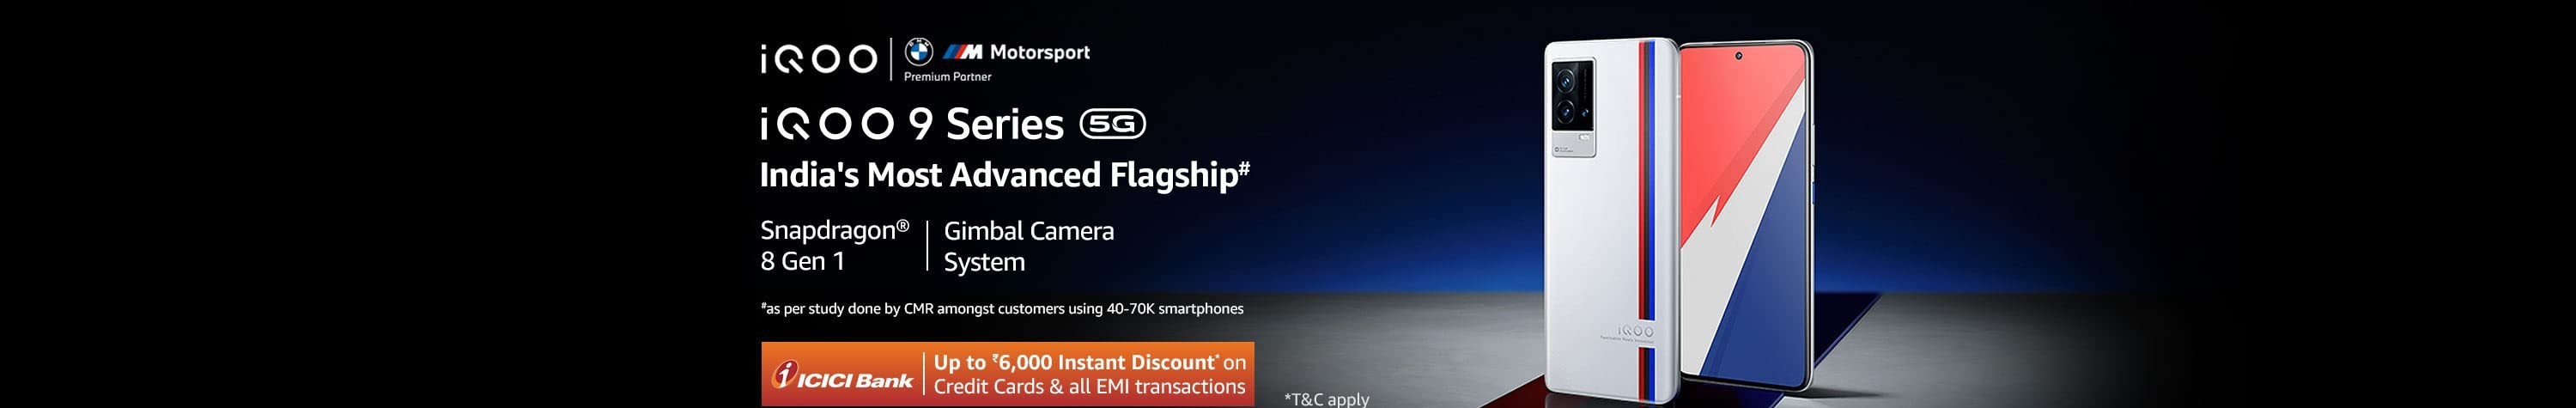 iQOO
M Motorsport
Premium Partner
iQOO 9 Series 5G
India's Most Advanced Flagship#
Snapdragon® 8 Gen 1
Gimbal Camera System
#as per study done by CMR amongst customers using 40-70K smartphones
ICICI Bank
Up to ₹6,000 Instant Discount* on
Credit Cards & all EMI transactions
*T&C apply
iQOO